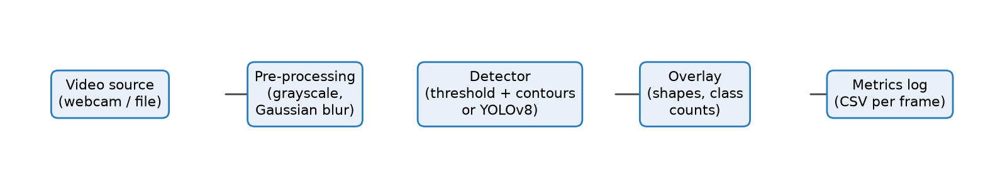 Video source
(webcam / file)
Pre-processing
(grayscale,
Gaussian blur)
Detector
(threshold + contours
or YOLOv8)
Overlay
(shapes, class
counts)
Metrics log
(CSV per frame)